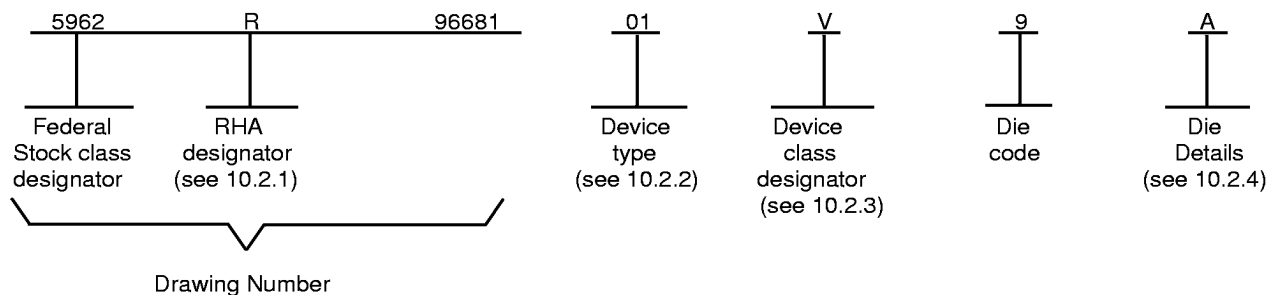 5962 R 96681 01 V 9 A
Federal
Stock class
designator
RHA
designator
(see 10.2.1)
Device
type
(see 10.2.2)
Device
class
designator
(see 10.2.3)
Die
code
Die
Details
(see 10.2.4)
Drawing Number